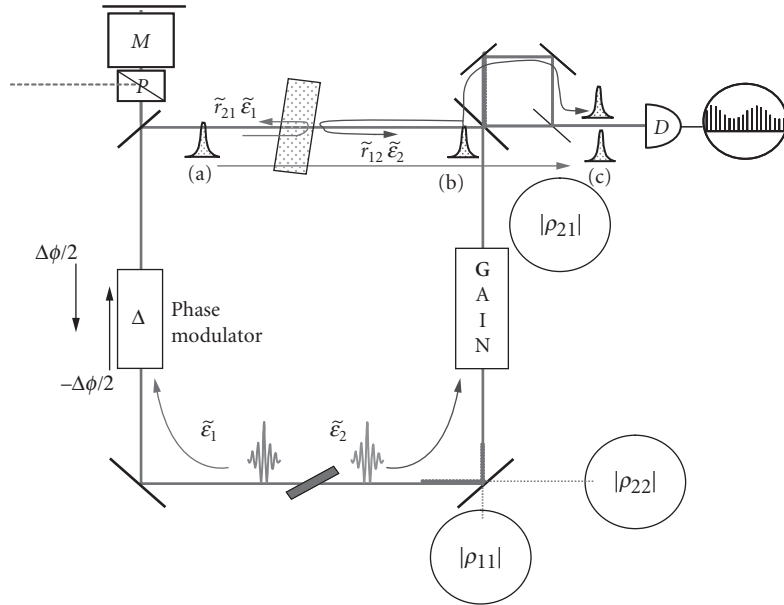 M
P
r̃₂₁ ε̃₁
r̃₁₂ ε̃₂
(a)
(b)
(c)
D
|ρ₂₁|
Δϕ/2
Δ
Phase
modulator
−Δϕ/2
G
A
I
N
ε̃₁
ε̃₂
|ρ₂₂|
|ρ₁₁|